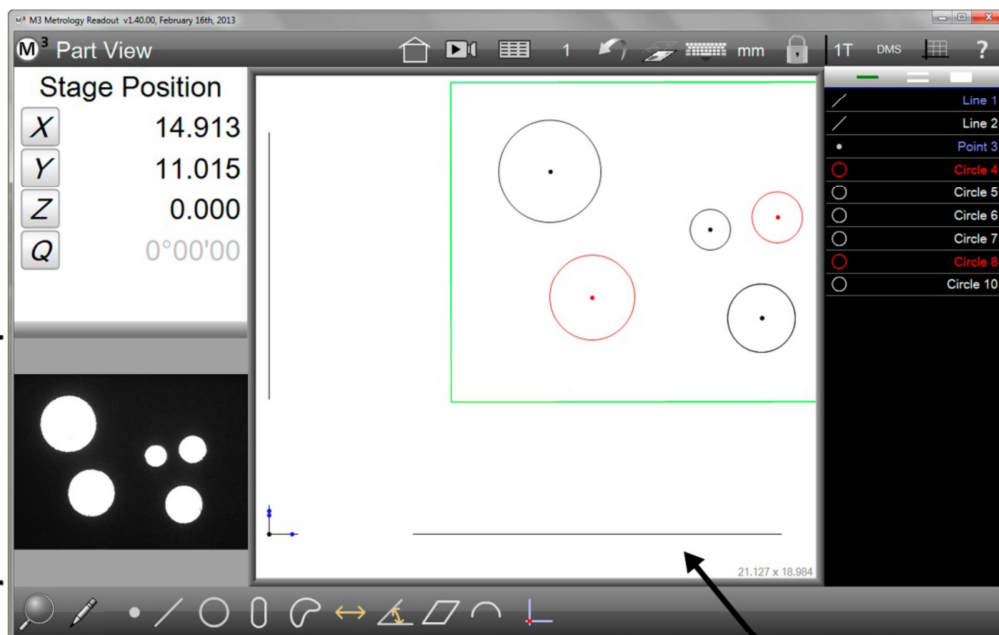 M³ M3 Metrology Readout v1.40.00, February 16th, 2013
M³ Part View
1
mm
1T
DMS
?
Stage Position
X 14.913
Y 11.015
Z 0.000
Q 0°00'00
Line 1
Line 2
Point 3
Circle 4
Circle 5
Circle 6
Circle 7
Circle 8
Circle 10
21.127 x 18.984